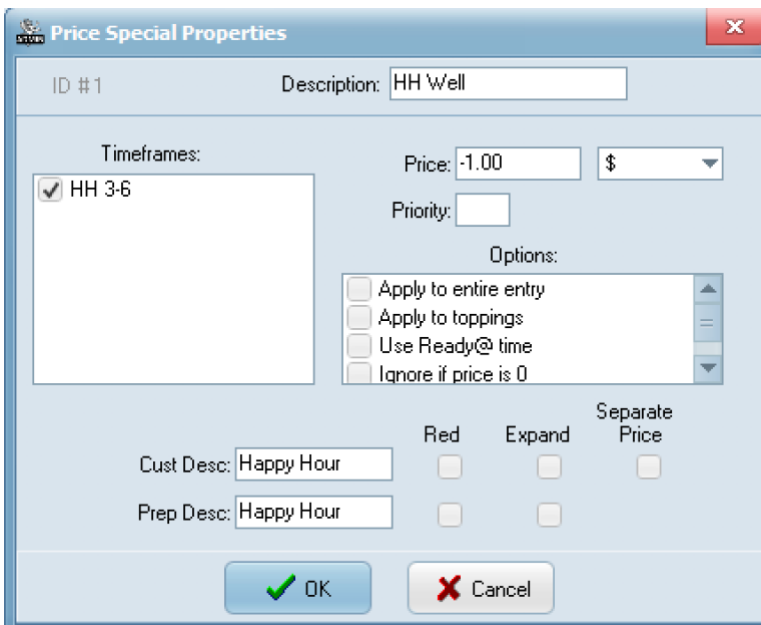 Price Special Properties
ID #1 Description: HH Well
Timeframes:
HH 3-6
Price: -1.00 $
Priority:
Options:
Apply to entire entry
Apply to toppings
Use Ready@ time
Ignore if price is 0
Red Expand Separate Price
Cust Desc: Happy Hour
Prep Desc: Happy Hour
OK Cancel